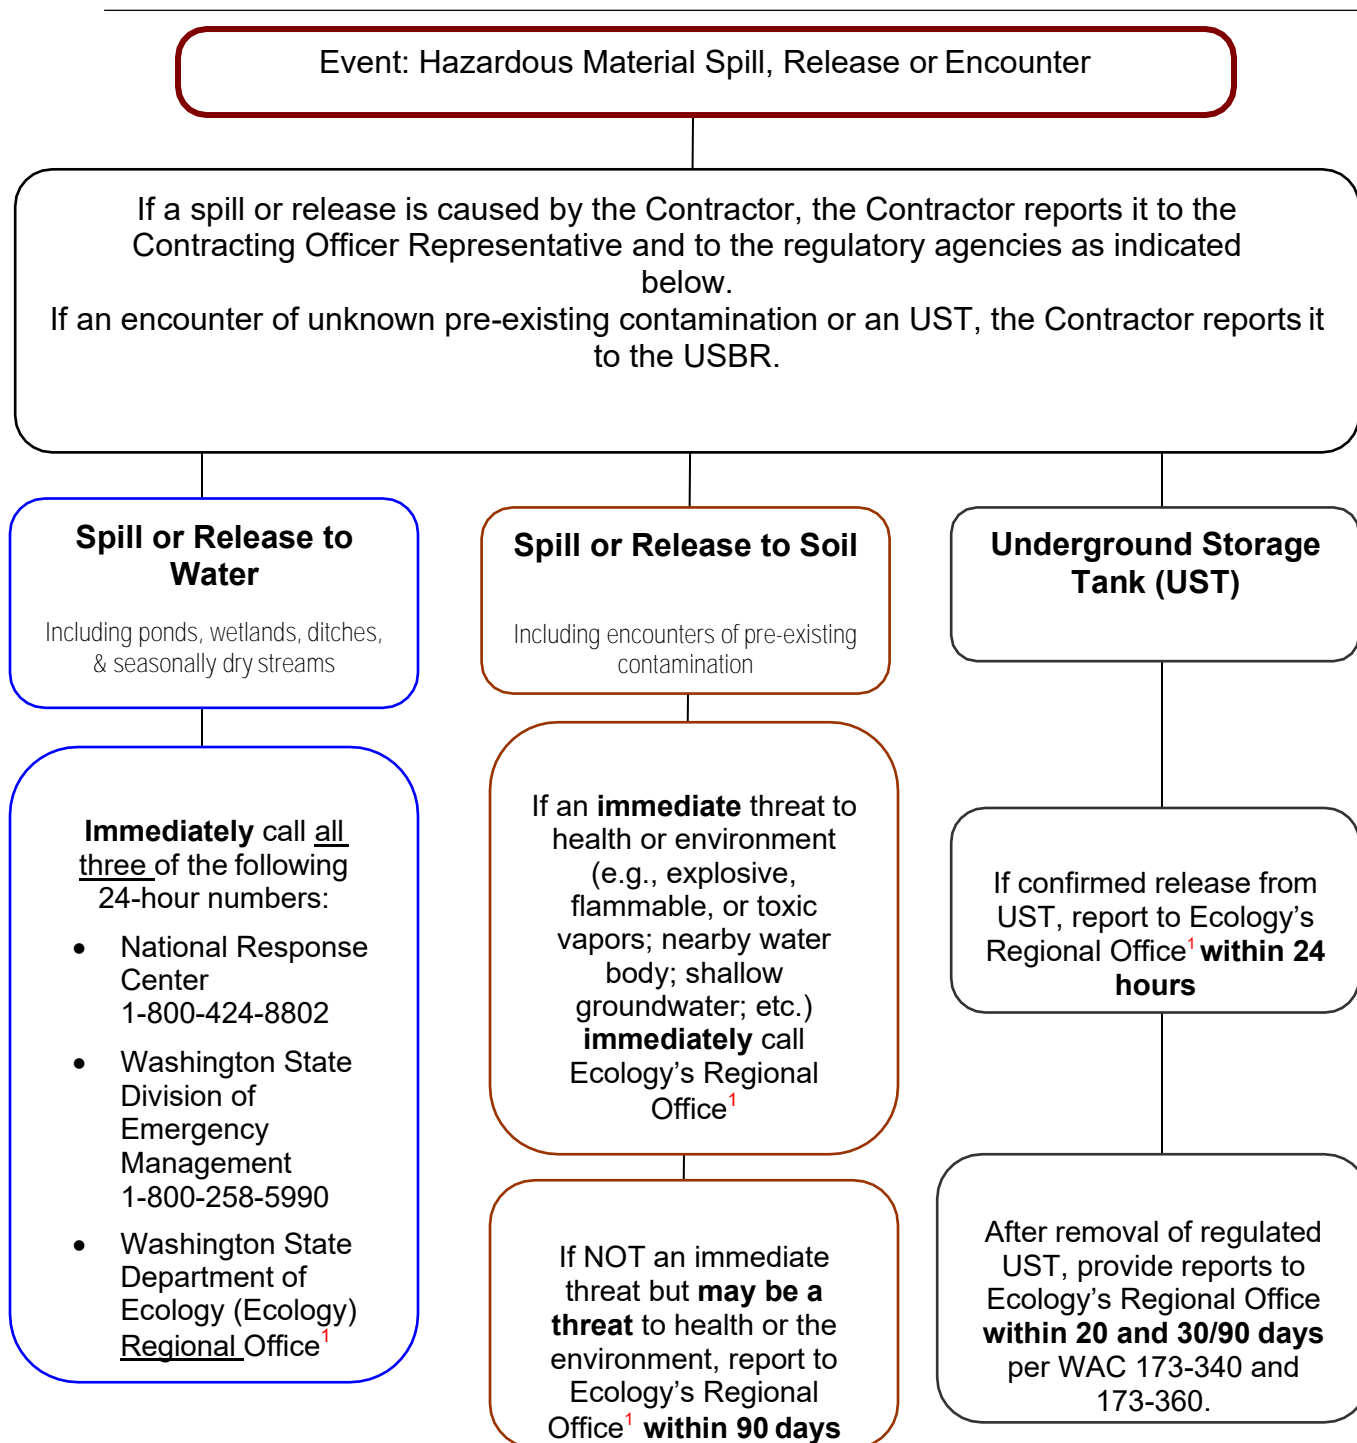 Event: Hazardous Material Spill, Release or Encounter
If a spill or release is caused by the Contractor, the Contractor reports it to the
Contracting Officer Representative and to the regulatory agencies as indicated
below.
If an encounter of unknown pre-existing contamination or an UST, the Contractor reports it
to the USBR.
Spill or Release to
Water
Including ponds, wetlands, ditches,
& seasonally dry streams
Immediately call all
three of the following
24-hour numbers:
• National Response
Center
1-800-424-8802
• Washington State
Division of
Emergency
Management
1-800-258-5990
• Washington State
Department of
Ecology (Ecology)
Regional Office1
Spill or Release to Soil
Including encounters of pre-existing
contamination
If an immediate threat to
health or environment
(e.g., explosive,
flammable, or toxic
vapors; nearby water
body; shallow
groundwater; etc.)
immediately call
Ecology’s Regional
Office1
If NOT an immediate
threat but may be a
threat to health or the
environment, report to
Ecology’s Regional
Office1 within 90 days
Underground Storage
Tank (UST)
If confirmed release from
UST, report to Ecology’s
Regional Office1 within 24
hours
After removal of regulated
UST, provide reports to
Ecology’s Regional Office
within 20 and 30/90 days
per WAC 173-340 and
173-360.